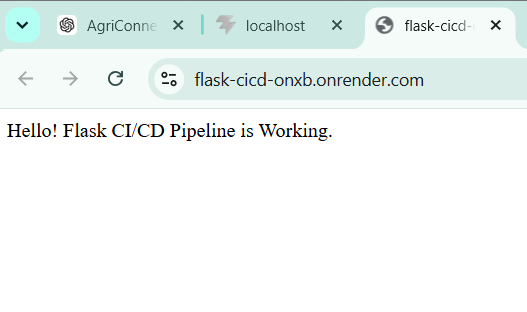 AgriConne
localhost
flask-cicd-
flask-cicd-onxb.onrender.com
Hello! Flask CI/CD Pipeline is Working.